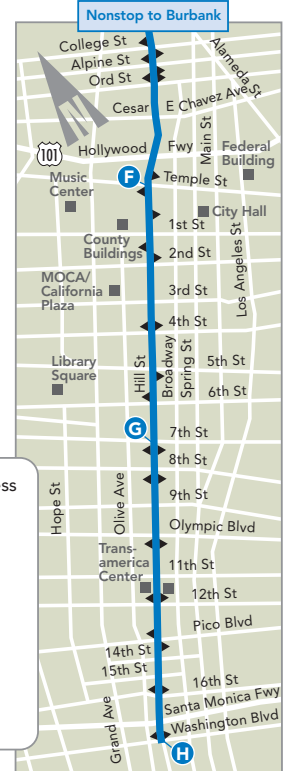 Nonstop to Burbank
College St
Alpine St
Ord St
Alameda St
Cesar E Chavez Ave
Hollywood Fwy
101
Main St
Federal
Building
F
Temple St
Music
Center
City Hall
1st St
County
Buildings
2nd St
Los Angeles St
MOCA/
California
Plaza
3rd St
4th St
Hill St
Broadway
Spring St
5th St
Library
Square
6th St
G
7th St
8th St
ess
Hope St
Olive Ave
9th St
Olympic Blvd
Trans-
america
Center
11th St
12th St
Pico Blvd
14th St
15th St
16th St
Grand Ave
Santa Monica Fwy
Washington Blvd
H